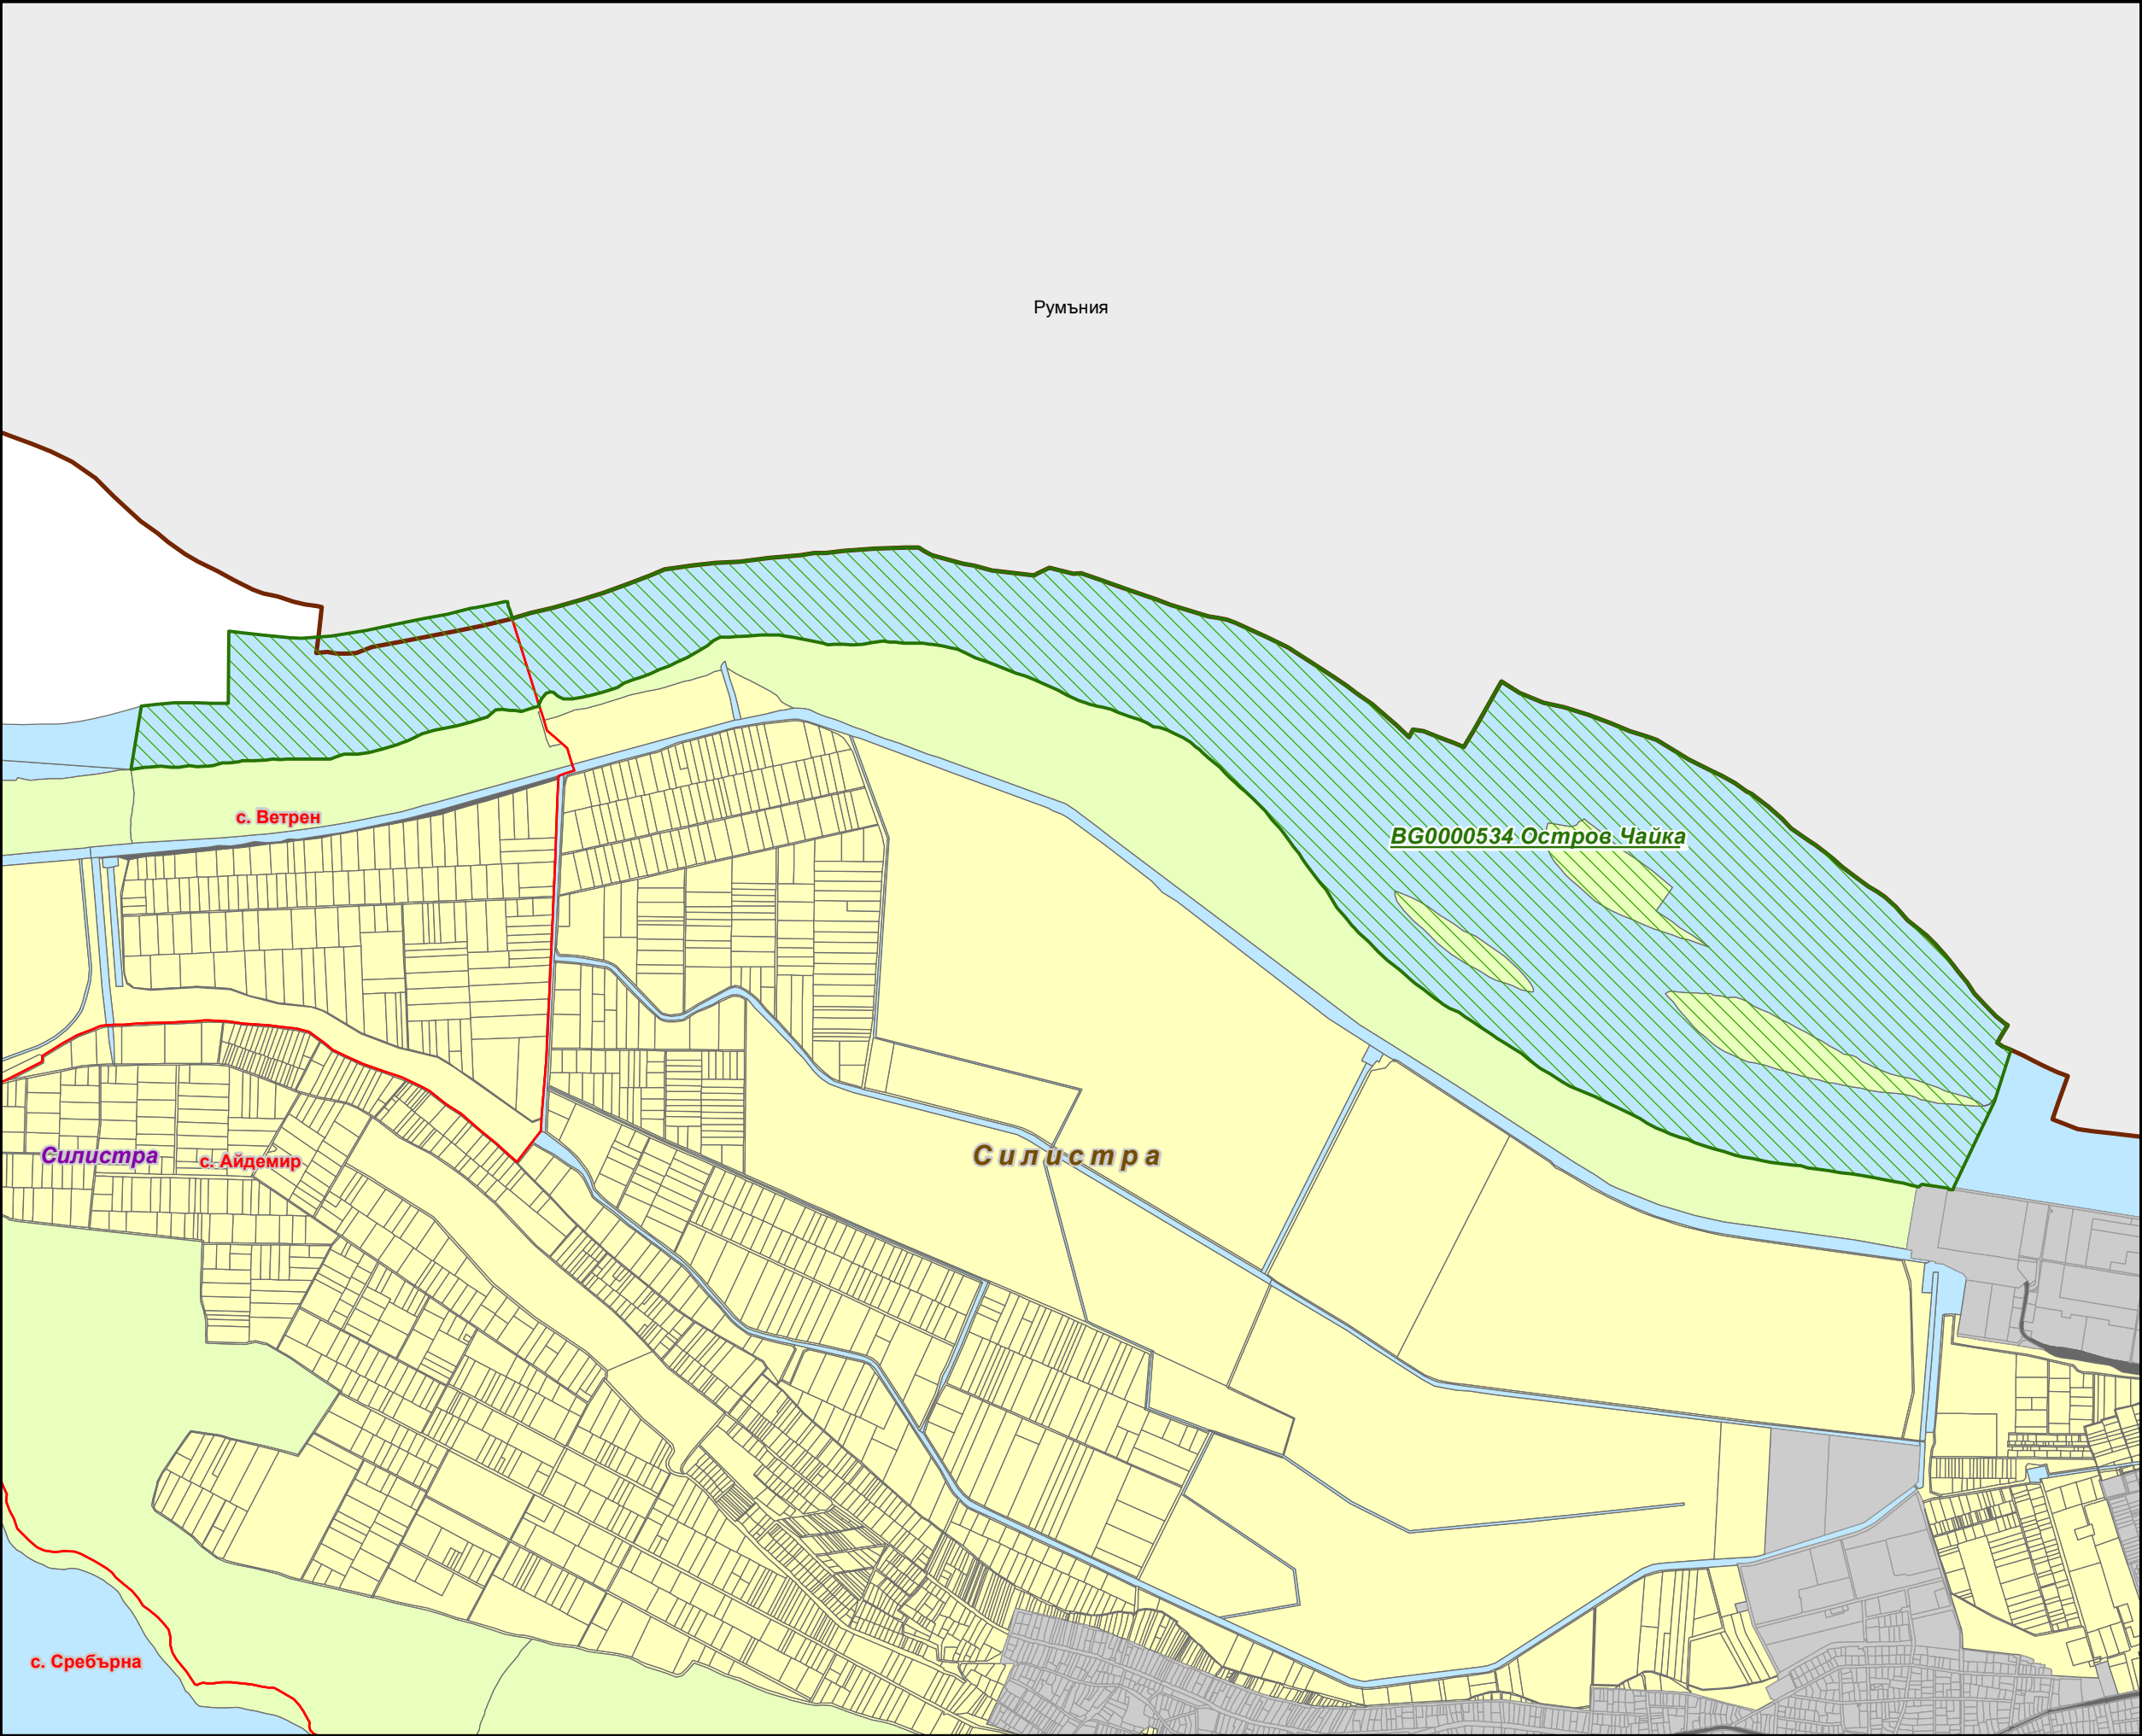 Румъния
с. Ветрен
BG0000534 Остров Чайка
Силистра
с. Айдемир
Силистра
с. Сребърна